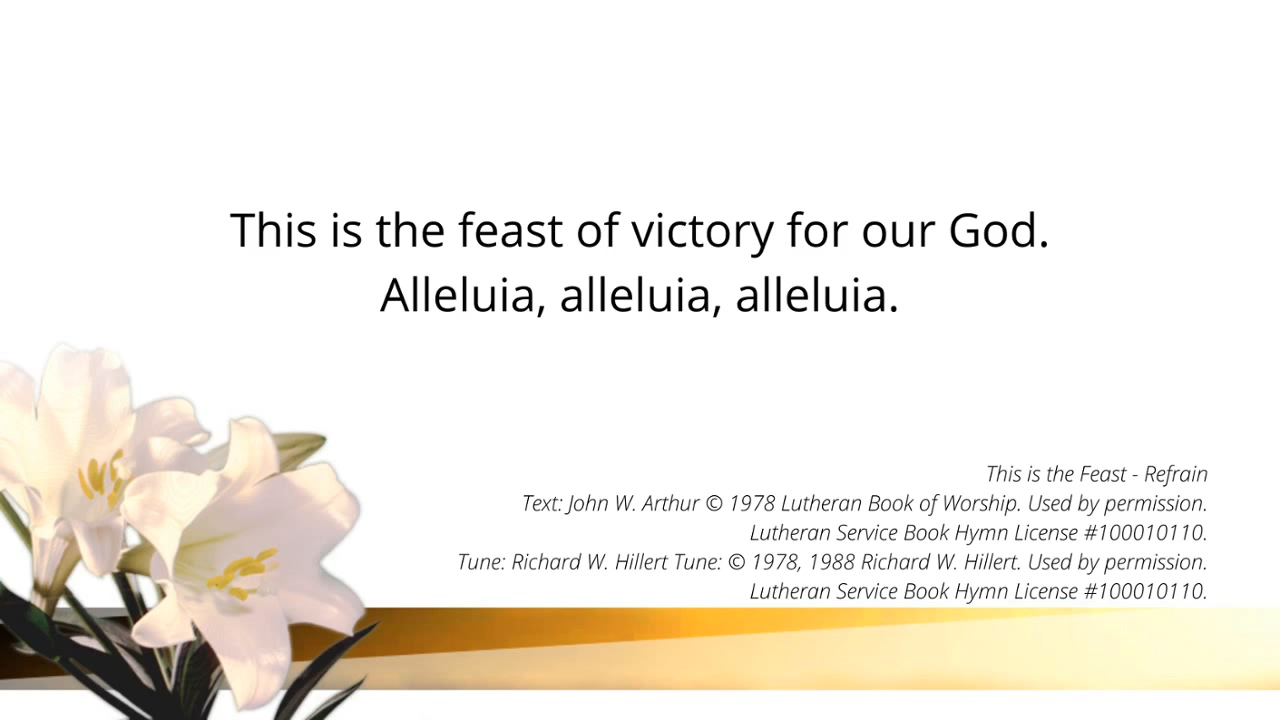 This is the feast of victory for our God.
Alleluia, alleluia, alleluia.
This is the Feast - Refrain
Text: John W. Arthur © 1978 Lutheran Book of Worship. Used by permission.
Lutheran Service Book Hymn License #100010110.
Tune: Richard W. Hillert Tune: © 1978, 1988 Richard W. Hillert. Used by permission.
Lutheran Service Book Hymn License #100010110.